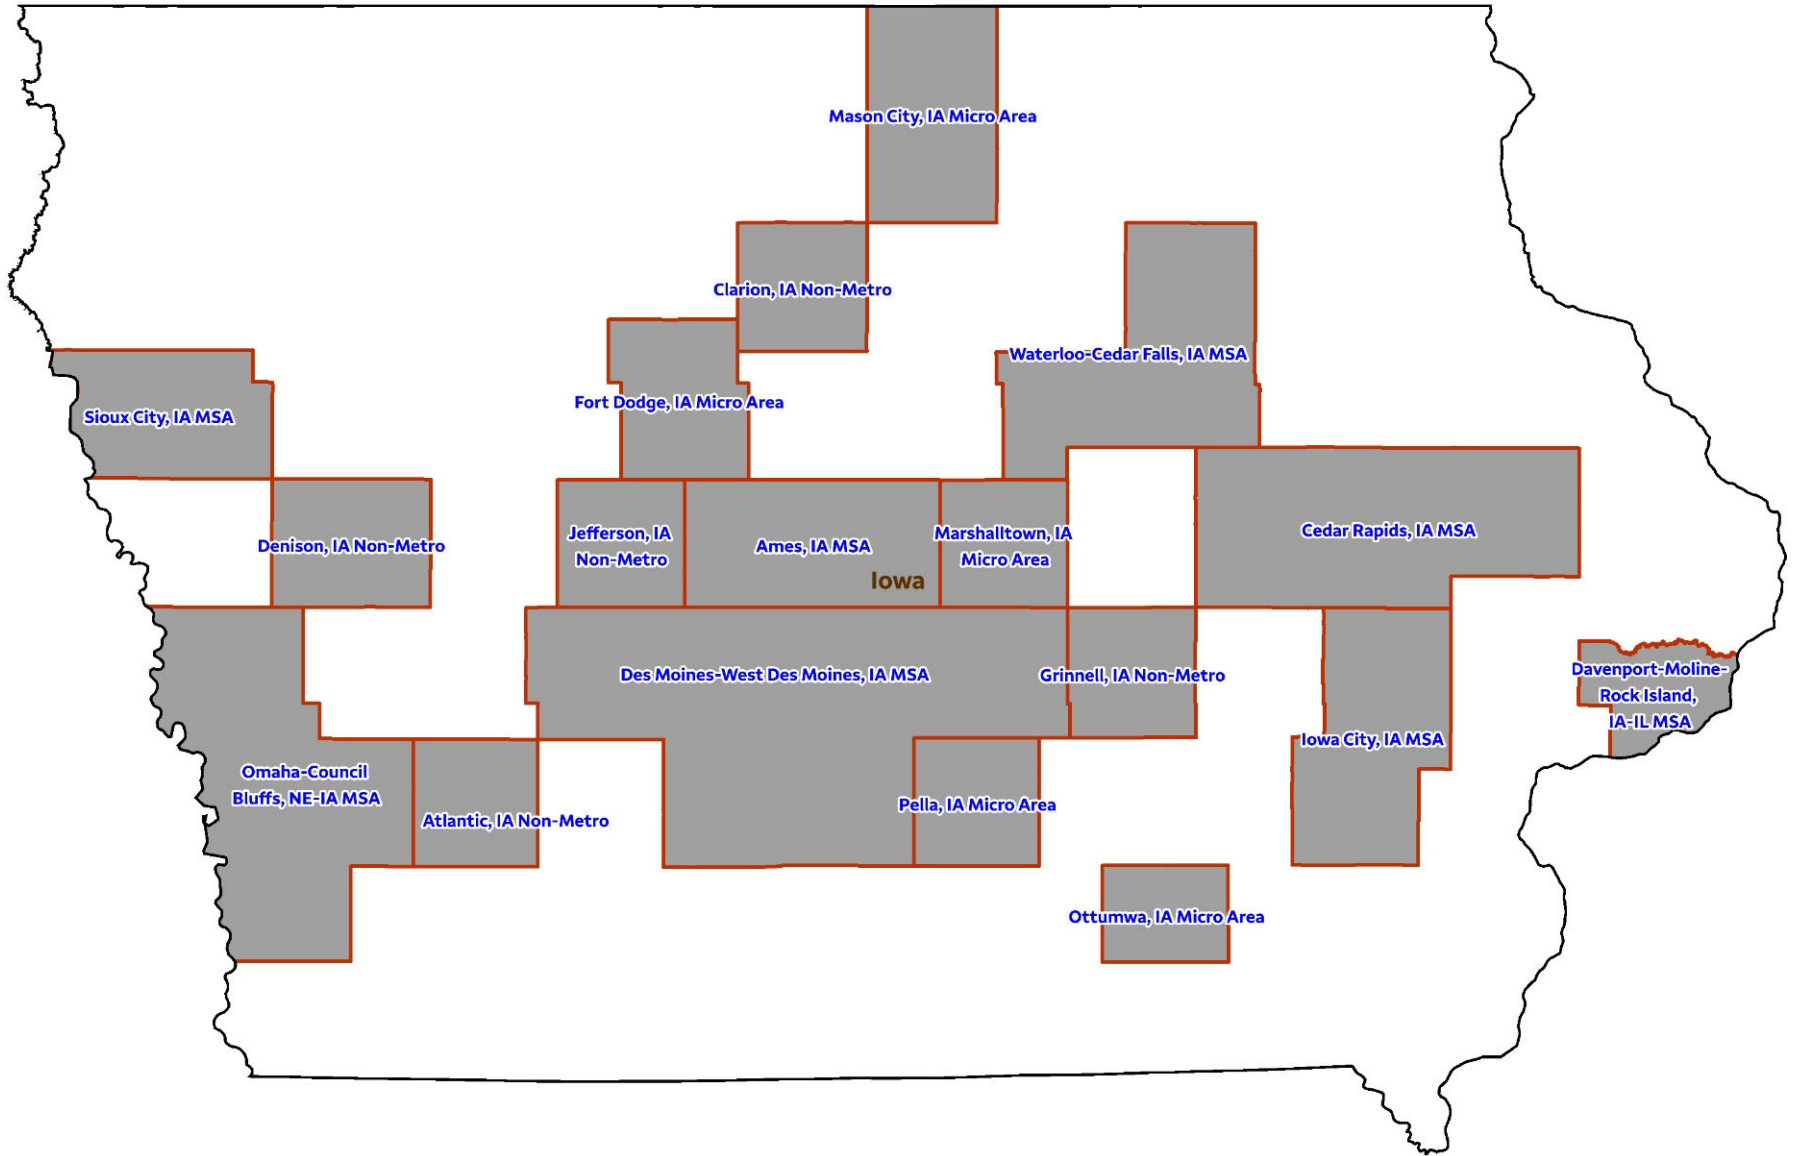 Mason City, IA Micro Area
Clarion, IA Non-Metro
Waterloo-Cedar Falls, IA MSA
Fort Dodge, IA Micro Area
Sioux City, IA MSA
Jefferson, IA
Non-Metro
Marshalltown, IA
Micro Area
Cedar Rapids, IA MSA
Denison, IA Non-Metro
Ames, IA MSA
Iowa
Des Moines-West Des Moines, IA MSA
Grinnell, IA Non-Metro
Davenport-Moline-
Rock Island,
IA-IL MSA
Iowa City, IA MSA
Omaha-Council
Bluffs, NE-IA MSA
Pella, IA Micro Area
Atlantic, IA Non-Metro
Ottumwa, IA Micro Area